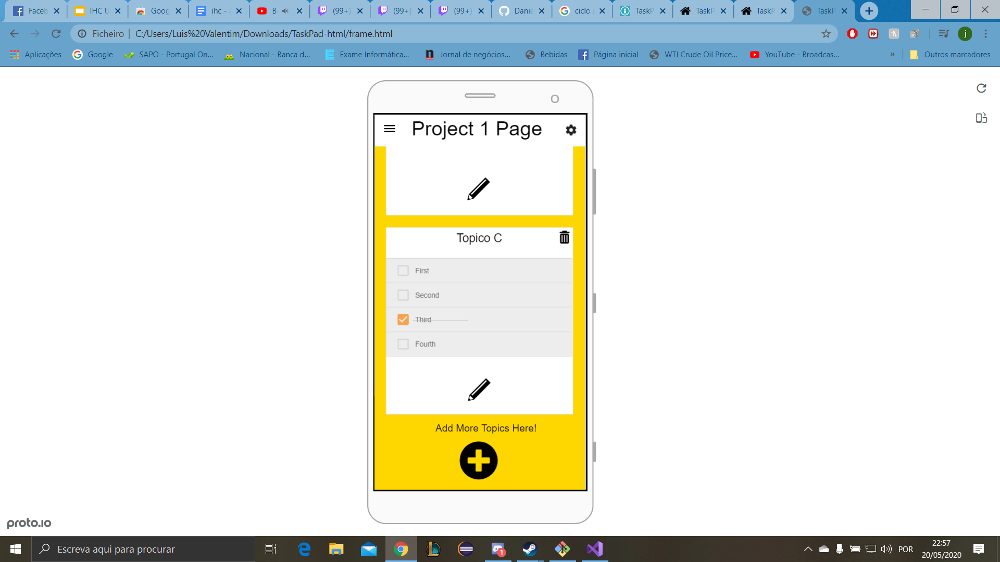 Faceb
IHC U
Goog
ihc -
B
(99+)
(99+)
(99+)
Danie
ciclo
TaskP
TaskP
TaskP
TaskP
Ficheiro
C:/Users/Luis%20Valentim/Downloads/TaskPad-html/frame.html
j
Aplicações
Google
SAPO - Portugal On...
Nacional - Banca d...
Exame Informática...
Jornal de negócios...
Bebidas
Página inicial
WTI Crude Oil Price...
YouTube - Broadcas...
»
Outros marcadores
Project 1 Page
Topico C
First
Second
Third
Fourth
Add More Topics Here!
proto.io
Escreva aqui para procurar
1
POR
22:57
20/05/2020